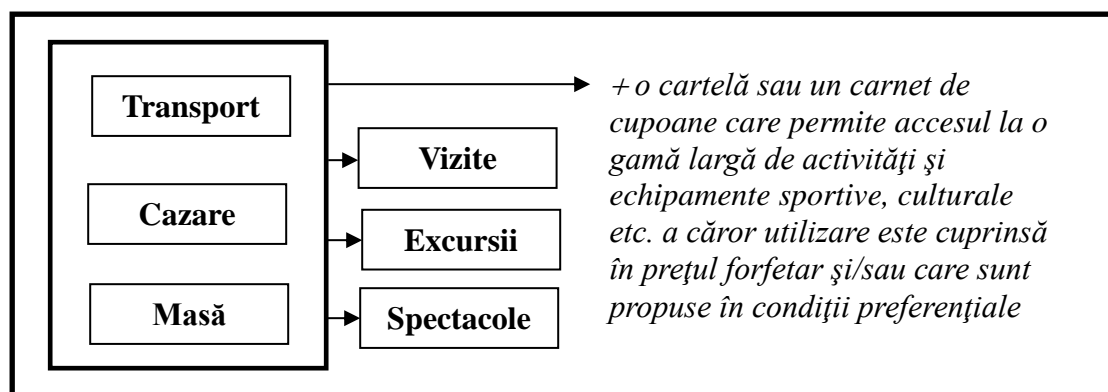 Transport
Cazare
Masă
Vizite
Excursii
Spectacole
+ o cartelă sau un carnet de
cupoane care permite accesul la o
gamă largă de activităţi şi
echipamente sportive, culturale
etc. a căror utilizare este cuprinsă
în preţul forfetar şi/sau care sunt
propuse în condiţii preferenţiale